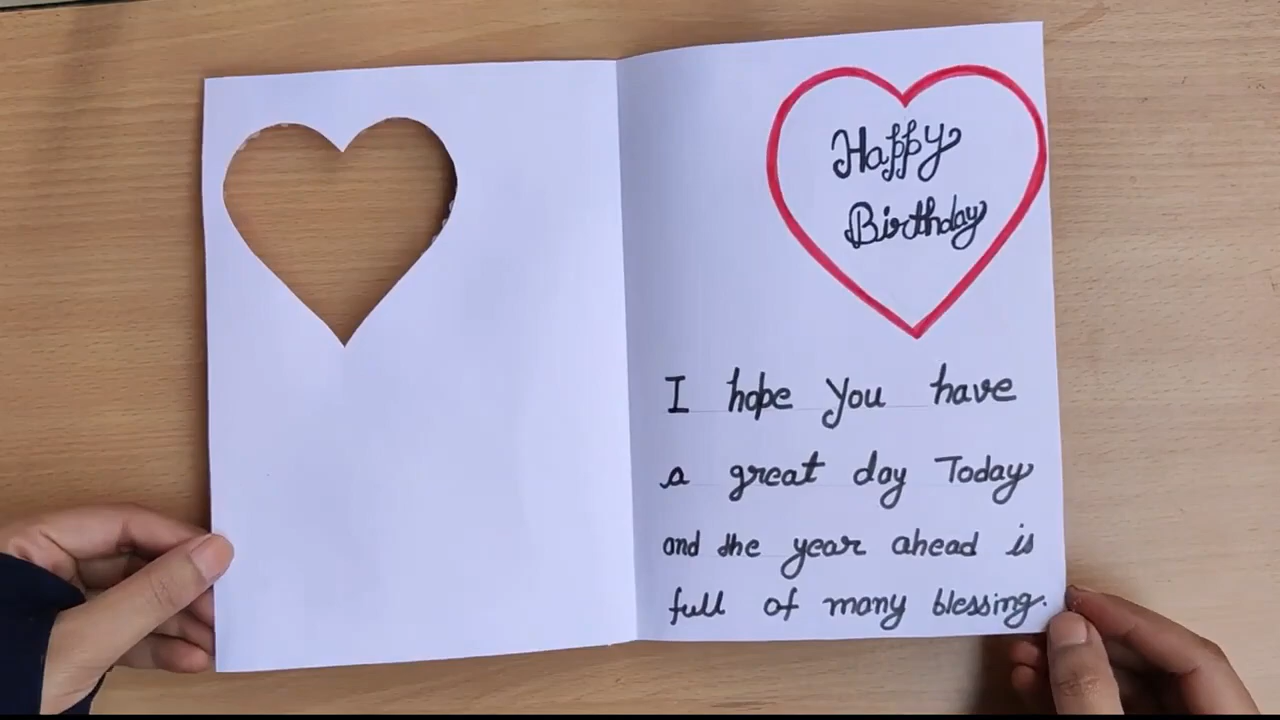 Happy
Birthday
I hope You have
a great day Today
and the year ahead is
full of many blessing.